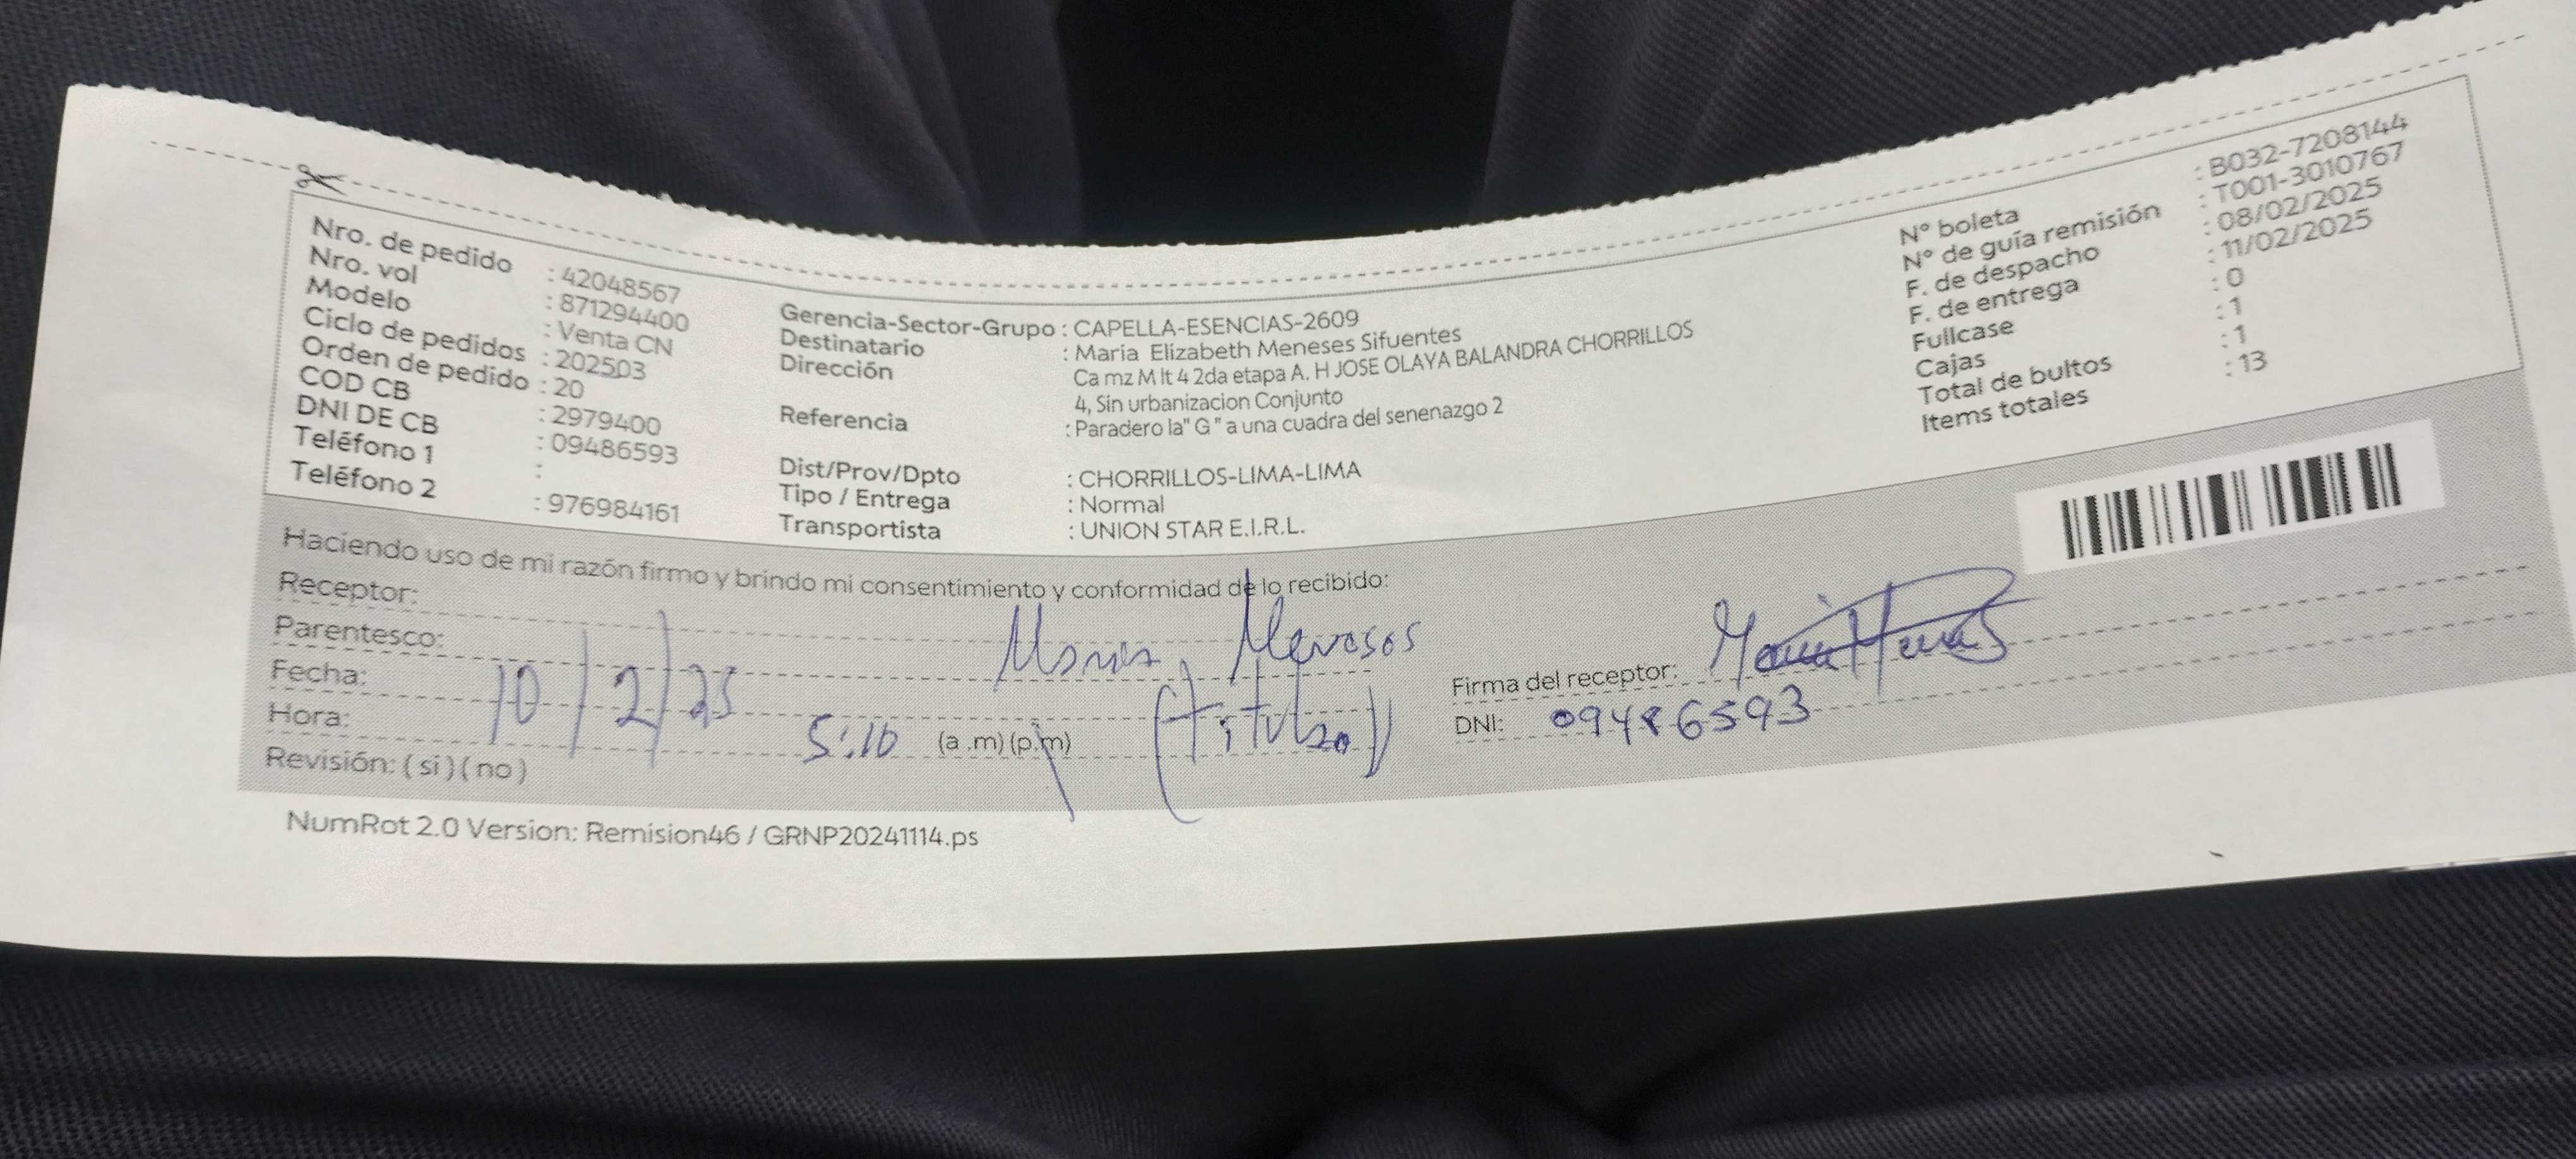 Nro. de pedido : 42048567
Nro. vol : 871294400
Modelo : Venta CN
Ciclo de pedidos : 202503
Orden de pedido : 20
COD CB : 2979400
DNI DE CB : 09486593
Teléfono 1 :
Teléfono 2 : 976984161
Gerencia-Sector-Grupo : CAPELLA-ESENCIAS-2609
Destinatario : María Elizabeth Meneses Sifuentes
Dirección Ca mz M lt 4 2da etapa A. H JOSE OLAYA BALANDRA CHORRILLOS
4, Sin urbanizacion Conjunto
Referencia : Paradero la" G " a una cuadra del senenazgo 2
Dist/Prov/Dpto : CHORRILLOS-LIMA-LIMA
Tipo / Entrega : Normal
Transportista : UNION STAR E.I.R.L.
N° boleta : B032-7208144
N° de guía remisión : T001-3010767
F. de despacho : 08/02/2025
F. de entrega : 11/02/2025
Fullcase : 0
Cajas : 1
Total de bultos : 1
Items totales : 13
Haciendo uso de mi razón firmo y brindo mi consentimiento y conformidad de lo recibido:
Receptor: Maria Meneses
Parentesco: (titular)
Fecha: 10/2/25
Hora: 5:10 (a .m) (p.m)
Revisión: ( si ) ( no )
Firma del receptor:
DNI: 09486593
NumRot 2.0 Version: Remision46 / GRNP20241114.ps